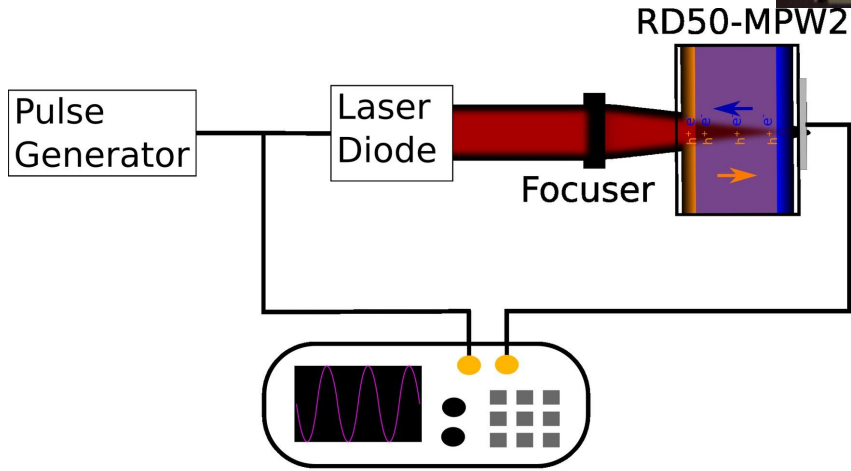 RD50-MPW2
Pulse
Generator
Laser
Diode
Focuser
e⁻ e⁻ e⁻ e⁻
h⁺ h⁺ h⁺ h⁺